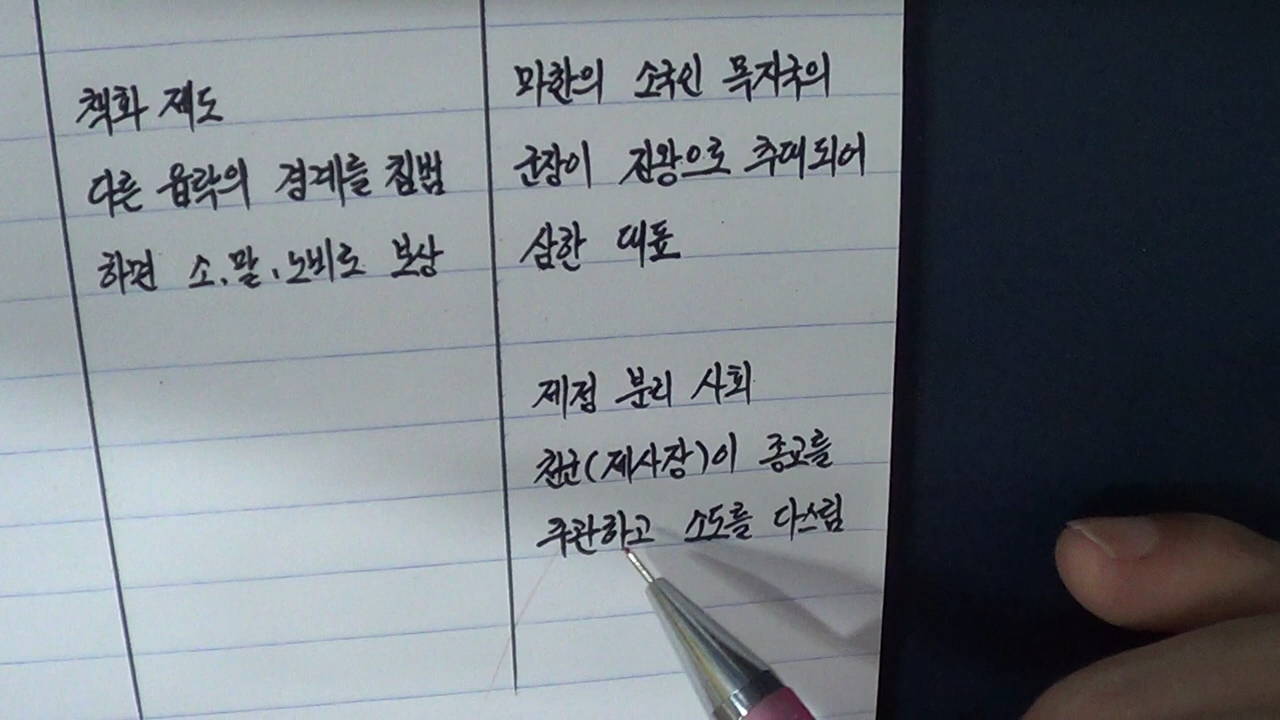 책화 제도
다른 읍락의 경계를 침범
하면 소, 말, 노비로 보상
마한의 소국인 목지국의
군장이 진왕으로 추대되어
삼한 대표
제정 분리 사회
천군(제사장)이 종교를
주관하고 소도를 다스림